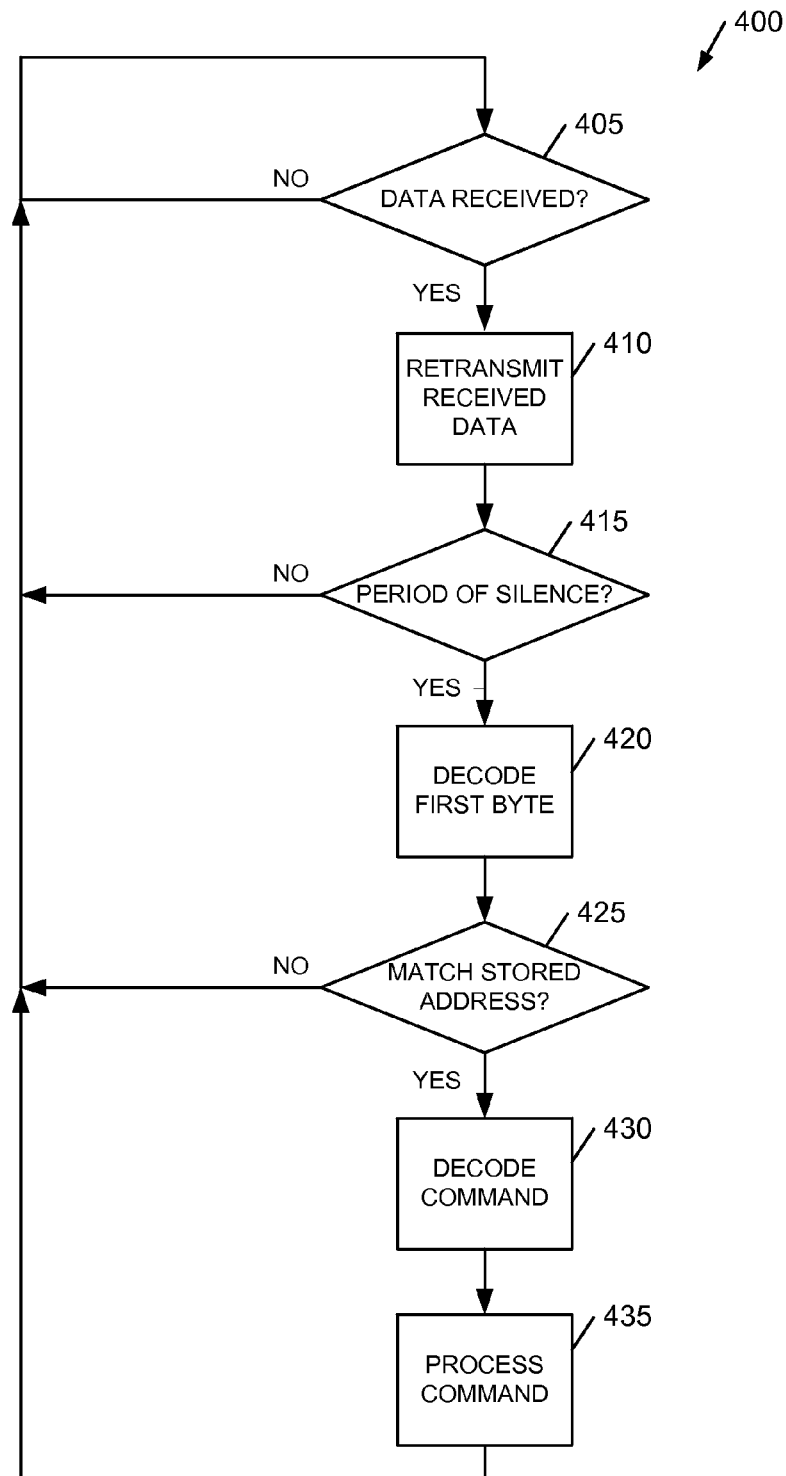 400
405
NO
DATA RECEIVED?
YES
410
RETRANSMIT
RECEIVED
DATA
415
NO
PERIOD OF SILENCE?
YES
420
DECODE
FIRST BYTE
425
NO
MATCH STORED
ADDRESS?
YES
430
DECODE
COMMAND
435
PROCESS
COMMAND